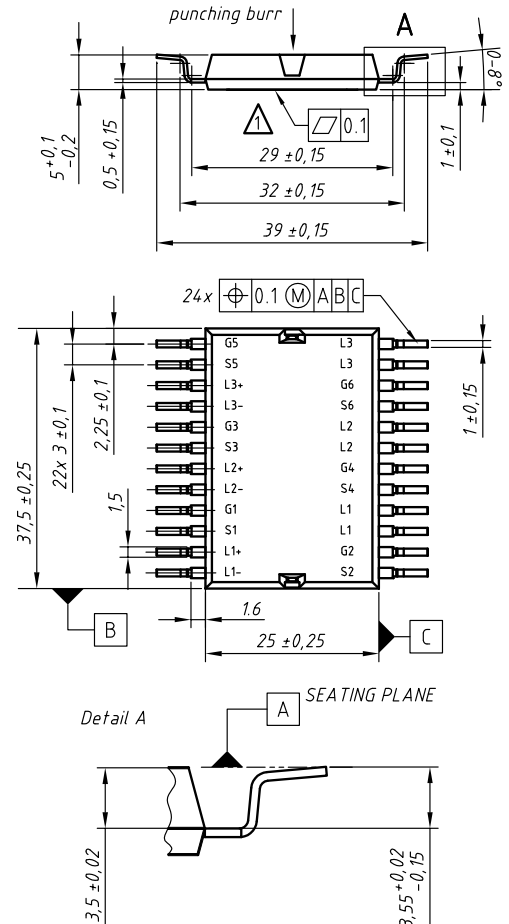 punching burr
A
0-8°
5 +0,1 -0,2
0,5 +0,15
1
0.1
1 ±0,1
29 ±0,15
32 ±0,15
39 ±0,15
24x 0.1 Ⓜ A B C
G5 L3
S5 L3
L3+ G6
L3- S6
G3 L2
S3 L2
L2+ G4
L2- S4
G1 L1
S1 L1
L1+ G2
L1- S2
37,5 ±0,25
22x 3 ±0,1
2,25 ±0,1
1,5
1 ±0,15
1.6
25 ±0,25
B
C
Detail A
A
SEATING PLANE
3,5 ±0,02
3,55 +0,02 -0,15